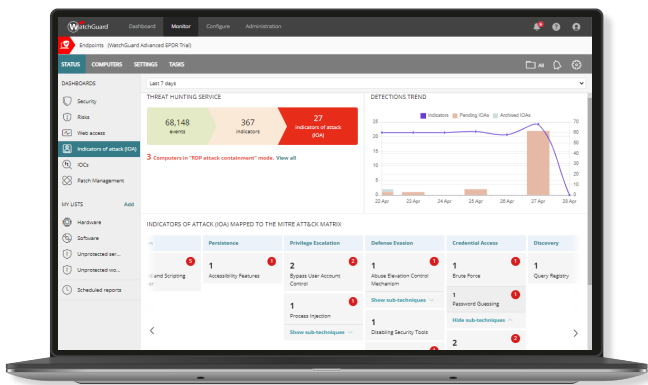 WatchGuard
Dashboard
Monitor
Configure
Administration
Endpoints (WatchGuard Advanced EPDR Trial)
STATUS
COMPUTERS
SETTINGS
TASKS
All
DASHBOARDS
Security
Risks
Web access
Indicators of attack (IOA)
IOCs
Patch Management
MY LISTS
Add
Hardware
Software
Unprotected ser...
Unprotected wo...
Scheduled reports
Last 7 days
THREAT HUNTING SERVICE
68,148
events
367
indicators
27
indicators of attack
(IOA)
3 Computers in "RDP attack containment" mode. View all
DETECTIONS TREND
Indicators
Pending IOAs
Archived IOAs
25
20
15
10
5
0
70
60
50
40
30
20
10
0
22 Apr
23 Apr
24 Apr
25 Apr
26 Apr
27 Apr
28 Apr
INDICATORS OF ATTACK (IOA) MAPPED TO THE MITRE ATT&CK MATRIX
5
and Scripting
Persistence
1
1
Accessibility Features
Privilege Escalation
2
2
Bypass User Account
Control
1
1
Process Injection
Show sub-techniques
Defense Evasion
1
1
Abuse Elevation Control
Mechanism
Show sub-techniques
1
Disabling Security Tools
Credential Access
1
1
Brute Force
1
1
Password Guessing
Hide sub-techniques
2
2
Discovery
1
Query Registry